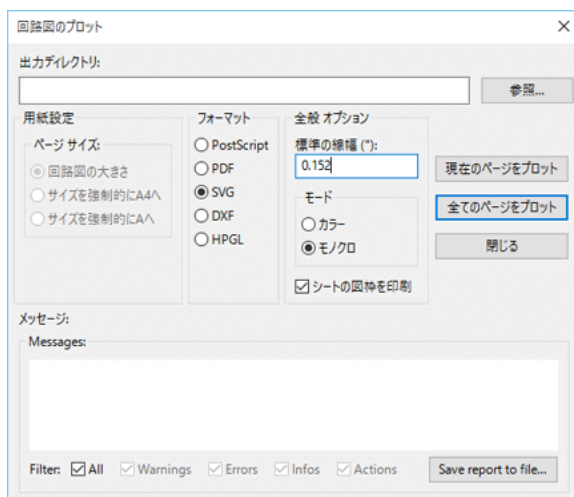 回路図のプロット
出力ディレクトリ:
参照...
用紙設定
ページ サイズ:
回路図の大きさ
サイズを強制的にA4へ
サイズを強制的にAへ
フォーマット
PostScript
PDF
SVG
DXF
HPGL
全般 オプション
標準の線幅 ("):
0.152
モード
カラー
モノクロ
シートの図枠を印刷
現在のページをプロット
全てのページをプロット
閉じる
メッセージ:
Messages:
Filter: All Warnings Errors Infos Actions Save report to file...